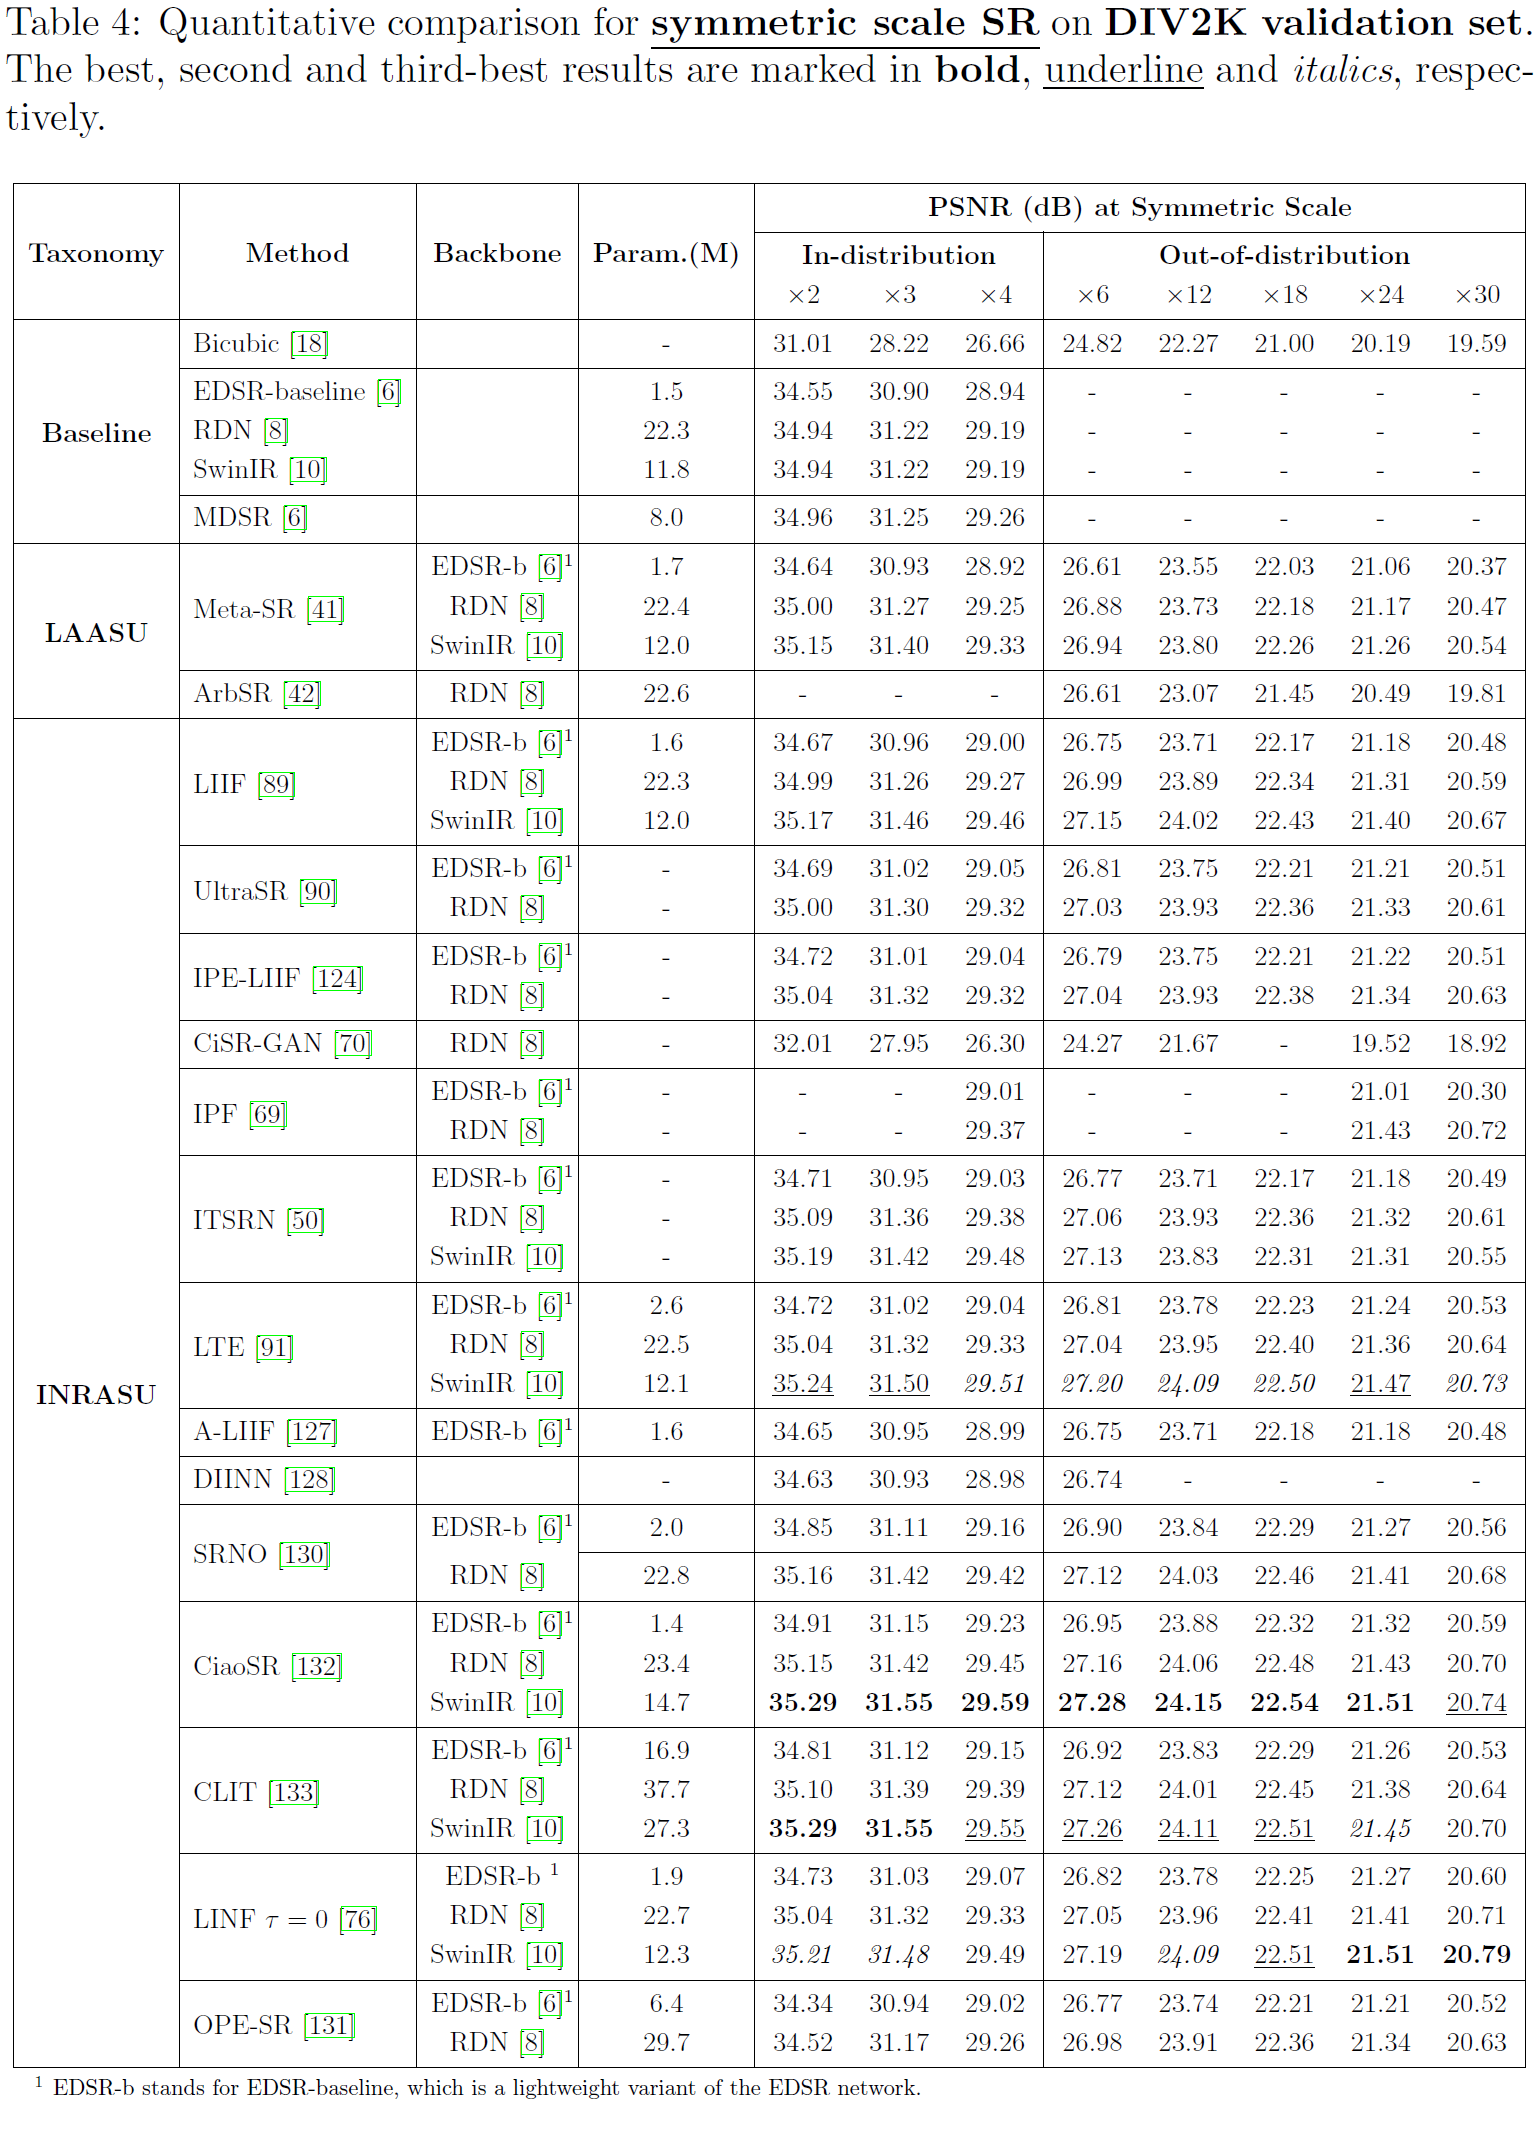 Table 4: Quantitative comparison for symmetric scale SR on DIV2K validation set.
The best, second and third-best results are marked in bold, underline and italics, respec-
tively.
PSNR (dB) at Symmetric Scale
Taxonomy Method Backbone Param.(M) In-distribution Out-of-distribution
×2 ×3 ×4 ×6 ×12 ×18 ×24 ×30
Bicubic [18] - 31.01 28.22 26.66 24.82 22.27 21.00 20.19 19.59
EDSR-baseline [6] 1.5 34.55 30.90 28.94 - - - - -
Baseline RDN [8] 22.3 34.94 31.22 29.19 - - - - -
SwinIR [10] 11.8 34.94 31.22 29.19 - - - - -
MDSR [6] 8.0 34.96 31.25 29.26 - - - - -
EDSR-b [6]¹ 1.7 34.64 30.93 28.92 26.61 23.55 22.03 21.06 20.37
LAASU Meta-SR [41] RDN [8] 22.4 35.00 31.27 29.25 26.88 23.73 22.18 21.17 20.47
SwinIR [10] 12.0 35.15 31.40 29.33 26.94 23.80 22.26 21.26 20.54
ArbSR [42] RDN [8] 22.6 - - - 26.61 23.07 21.45 20.49 19.81
EDSR-b [6]¹ 1.6 34.67 30.96 29.00 26.75 23.71 22.17 21.18 20.48
LIIF [89] RDN [8] 22.3 34.99 31.26 29.27 26.99 23.89 22.34 21.31 20.59
SwinIR [10] 12.0 35.17 31.46 29.46 27.15 24.02 22.43 21.40 20.67
UltraSR [90] EDSR-b [6]¹ - 34.69 31.02 29.05 26.81 23.75 22.21 21.21 20.51
RDN [8] - 35.00 31.30 29.32 27.03 23.93 22.36 21.33 20.61
IPE-LIIF [124] EDSR-b [6]¹ - 34.72 31.01 29.04 26.79 23.75 22.21 21.22 20.51
RDN [8] - 35.04 31.32 29.32 27.04 23.93 22.38 21.34 20.63
CiSR-GAN [70] RDN [8] - 32.01 27.95 26.30 24.27 21.67 - 19.52 18.92
IPF [69] EDSR-b [6]¹ - - - 29.01 - - - 21.01 20.30
RDN [8] - - - 29.37 - - - 21.43 20.72
EDSR-b [6]¹ - 34.71 30.95 29.03 26.77 23.71 22.17 21.18 20.49
ITSRN [50] RDN [8] - 35.09 31.36 29.38 27.06 23.93 22.36 21.32 20.61
SwinIR [10] - 35.19 31.42 29.48 27.13 23.83 22.31 21.31 20.55
EDSR-b [6]¹ 2.6 34.72 31.02 29.04 26.81 23.78 22.23 21.24 20.53
LTE [91] RDN [8] 22.5 35.04 31.32 29.33 27.04 23.95 22.40 21.36 20.64
INRASU SwinIR [10] 12.1 35.24 31.50 29.51 27.20 24.09 22.50 21.47 20.73
A-LIIF [127] EDSR-b [6]¹ 1.6 34.65 30.95 28.99 26.75 23.71 22.18 21.18 20.48
DIINN [128] - 34.63 30.93 28.98 26.74 - - - -
SRNO [130] EDSR-b [6]¹ 2.0 34.85 31.11 29.16 26.90 23.84 22.29 21.27 20.56
RDN [8] 22.8 35.16 31.42 29.42 27.12 24.03 22.46 21.41 20.68
EDSR-b [6]¹ 1.4 34.91 31.15 29.23 26.95 23.88 22.32 21.32 20.59
CiaoSR [132] RDN [8] 23.4 35.15 31.42 29.45 27.16 24.06 22.48 21.43 20.70
SwinIR [10] 14.7 35.29 31.55 29.59 27.28 24.15 22.54 21.51 20.74
EDSR-b [6]¹ 16.9 34.81 31.12 29.15 26.92 23.83 22.29 21.26 20.53
CLIT [133] RDN [8] 37.7 35.10 31.39 29.39 27.12 24.01 22.45 21.38 20.64
SwinIR [10] 27.3 35.29 31.55 29.55 27.26 24.11 22.51 21.45 20.70
EDSR-b ¹ 1.9 34.73 31.03 29.07 26.82 23.78 22.25 21.27 20.60
LINF τ = 0 [76] RDN [8] 22.7 35.04 31.32 29.33 27.05 23.96 22.41 21.41 20.71
SwinIR [10] 12.3 35.21 31.48 29.49 27.19 24.09 22.51 21.51 20.79
OPE-SR [131] EDSR-b [6]¹ 6.4 34.34 30.94 29.02 26.77 23.74 22.21 21.21 20.52
RDN [8] 29.7 34.52 31.17 29.26 26.98 23.91 22.36 21.34 20.63
¹ EDSR-b stands for EDSR-baseline, which is a lightweight variant of the EDSR network.